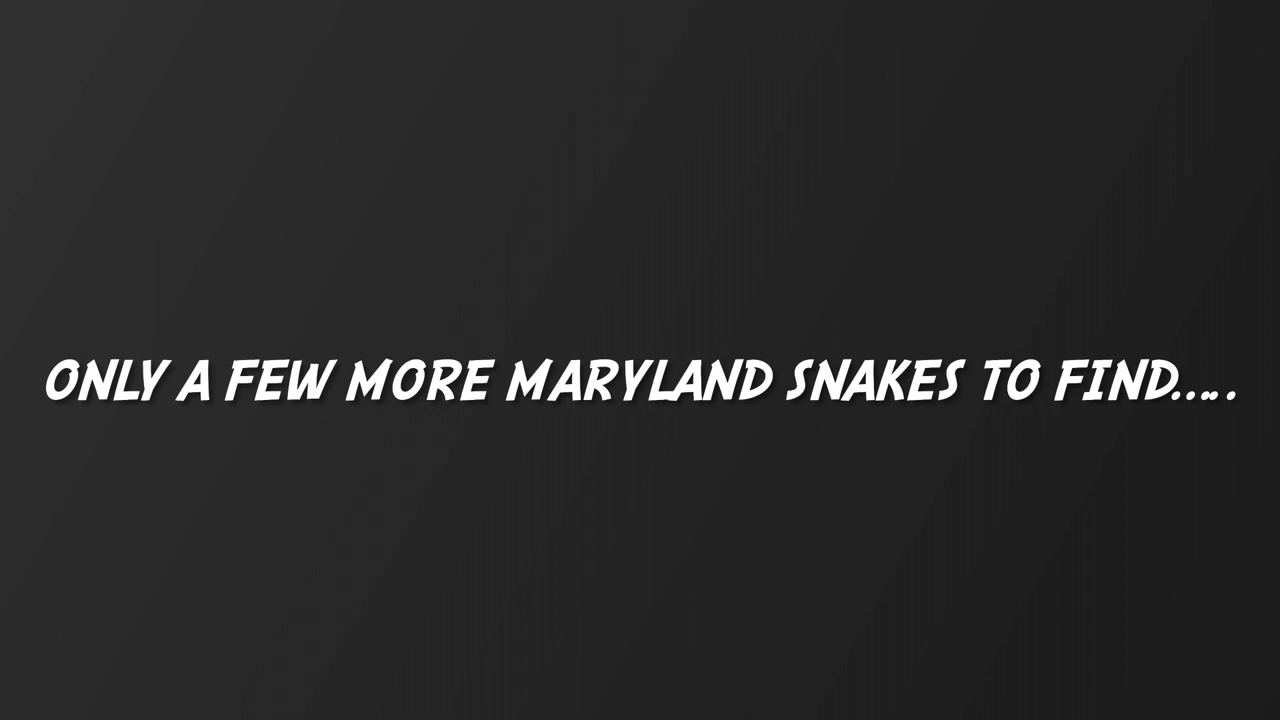 ONLY A FEW MORE MARYLAND SNAKES TO FIND.....